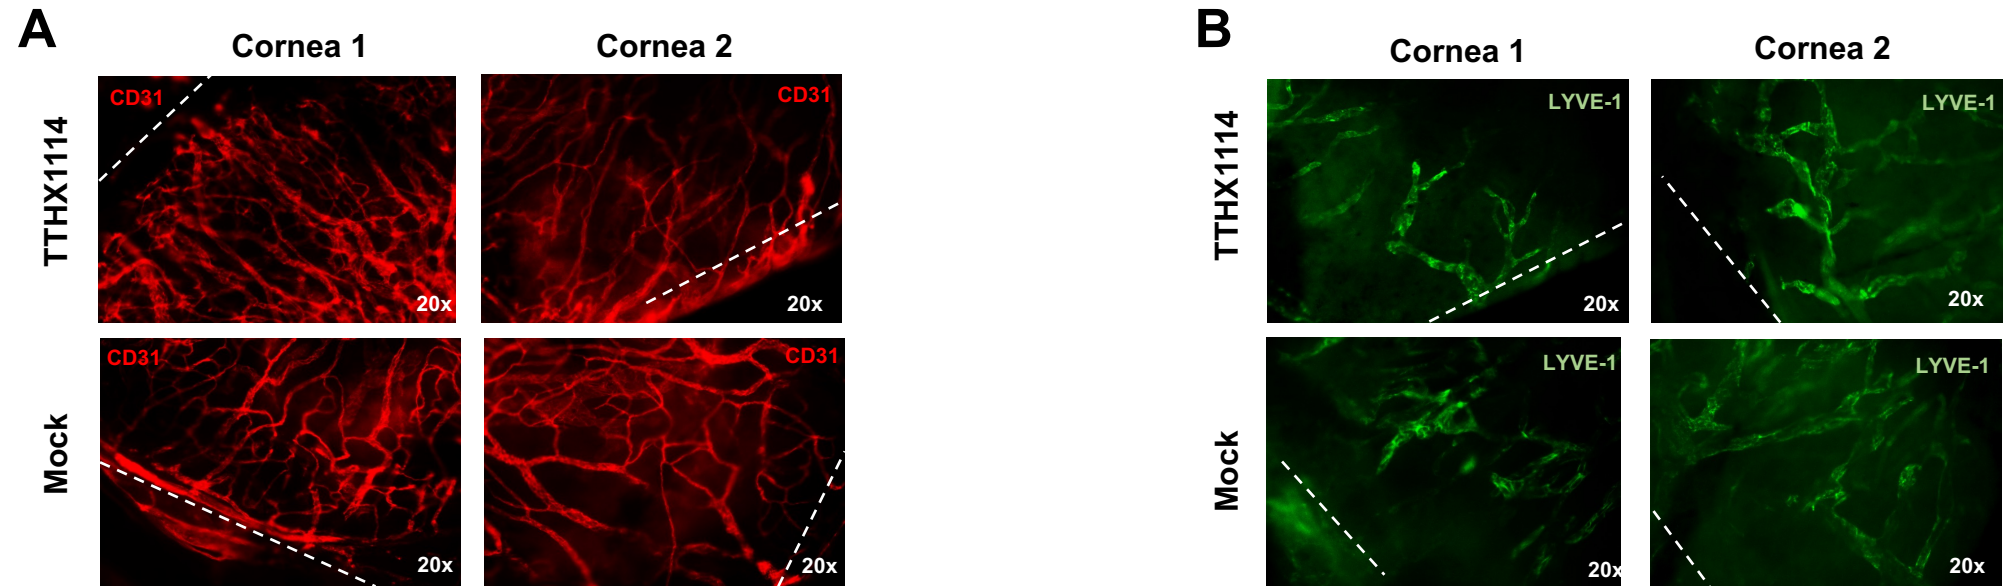 A
Cornea 1
Cornea 2
TTHX1114
CD31
20x
CD31
20x
Mock
CD31
20x
CD31
20x
B
Cornea 1
Cornea 2
TTHX1114
LYVE-1
20x
LYVE-1
20x
Mock
LYVE-1
20x
LYVE-1
20x